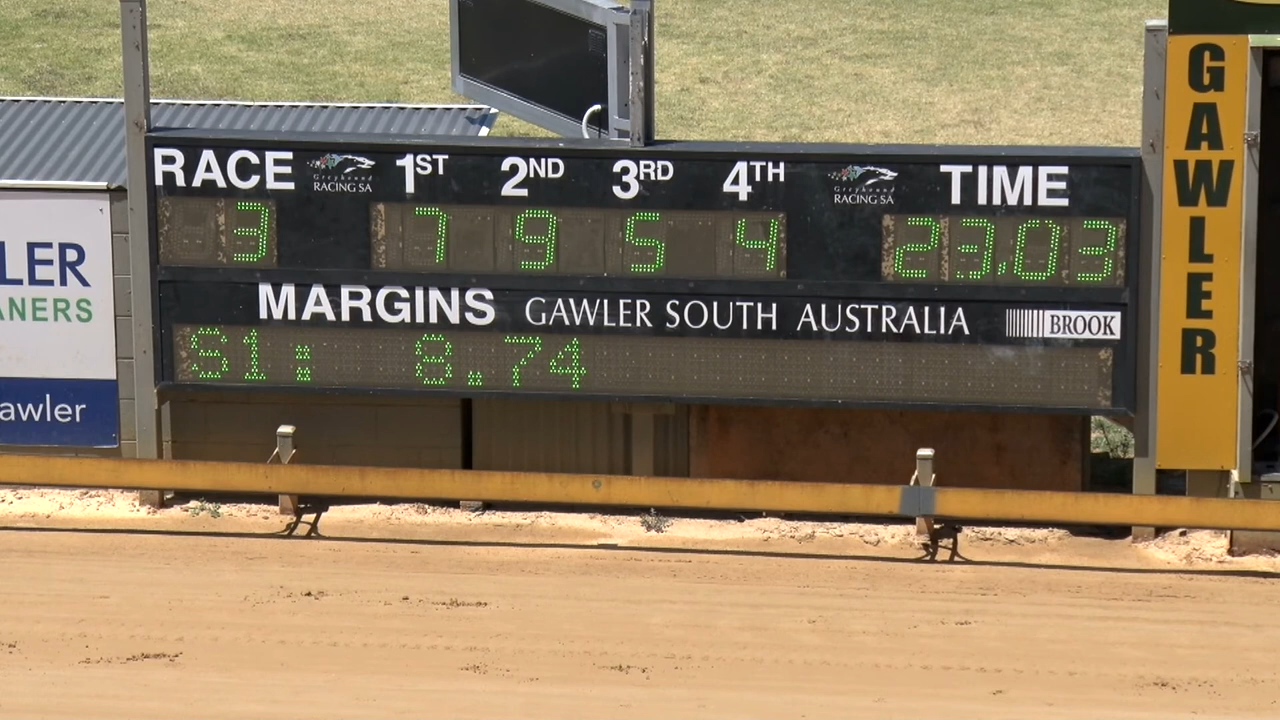 RACE Greyhound RACING SA 1ST 2ND 3RD 4TH Greyhound RACING SA TIME
3 7 9 5 4 23.03
MARGINS GAWLER SOUTH AUSTRALIA BROOK
S1: 8.74
GAWLER
LER
ANERS
awler